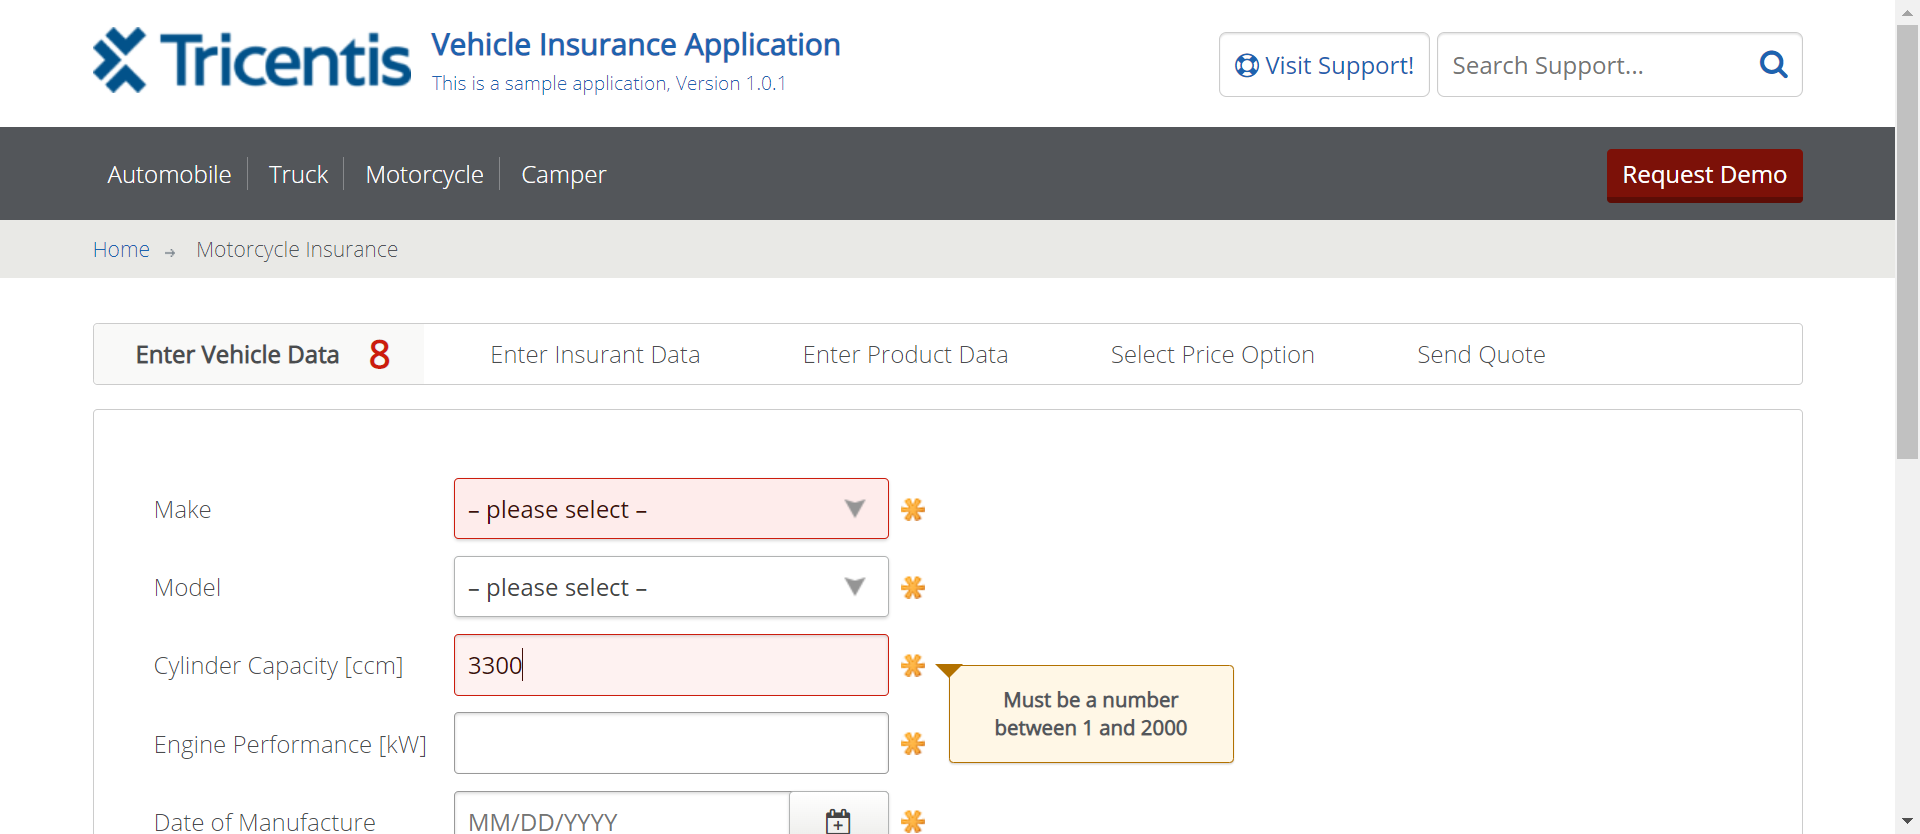 Tricentis
Vehicle Insurance Application
This is a sample application, Version 1.0.1
Visit Support!
Search Support...
Automobile
Truck
Motorcycle
Camper
Request Demo
Home
Motorcycle Insurance
Enter Vehicle Data 8
Enter Insurant Data
Enter Product Data
Select Price Option
Send Quote
Make
– please select –
Model
– please select –
Cylinder Capacity [ccm]
3300
Must be a number
between 1 and 2000
Engine Performance [kW]
Date of Manufacture
MM/DD/YYYY